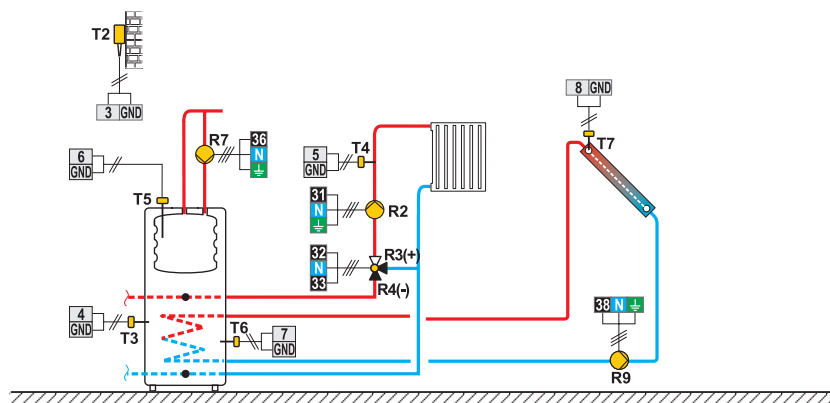 T2
3 GND
6
GND
T5
R7
36
N
5
GND
T4
31
N
R2
32
N
33
R3(+)
R4(-)
8 GND
T7
4
GND
T3
T6
7
GND
38 N
R9